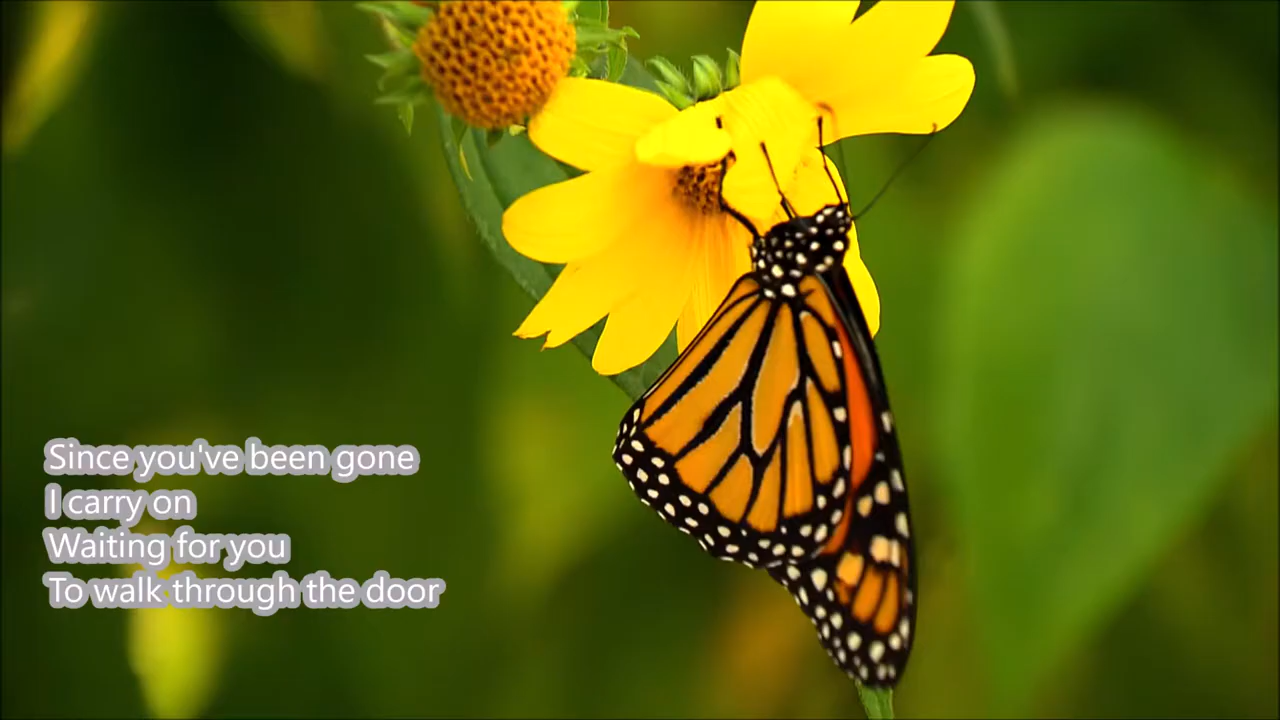 Since you've been gone
I carry on
Waiting for you
To walk through the door